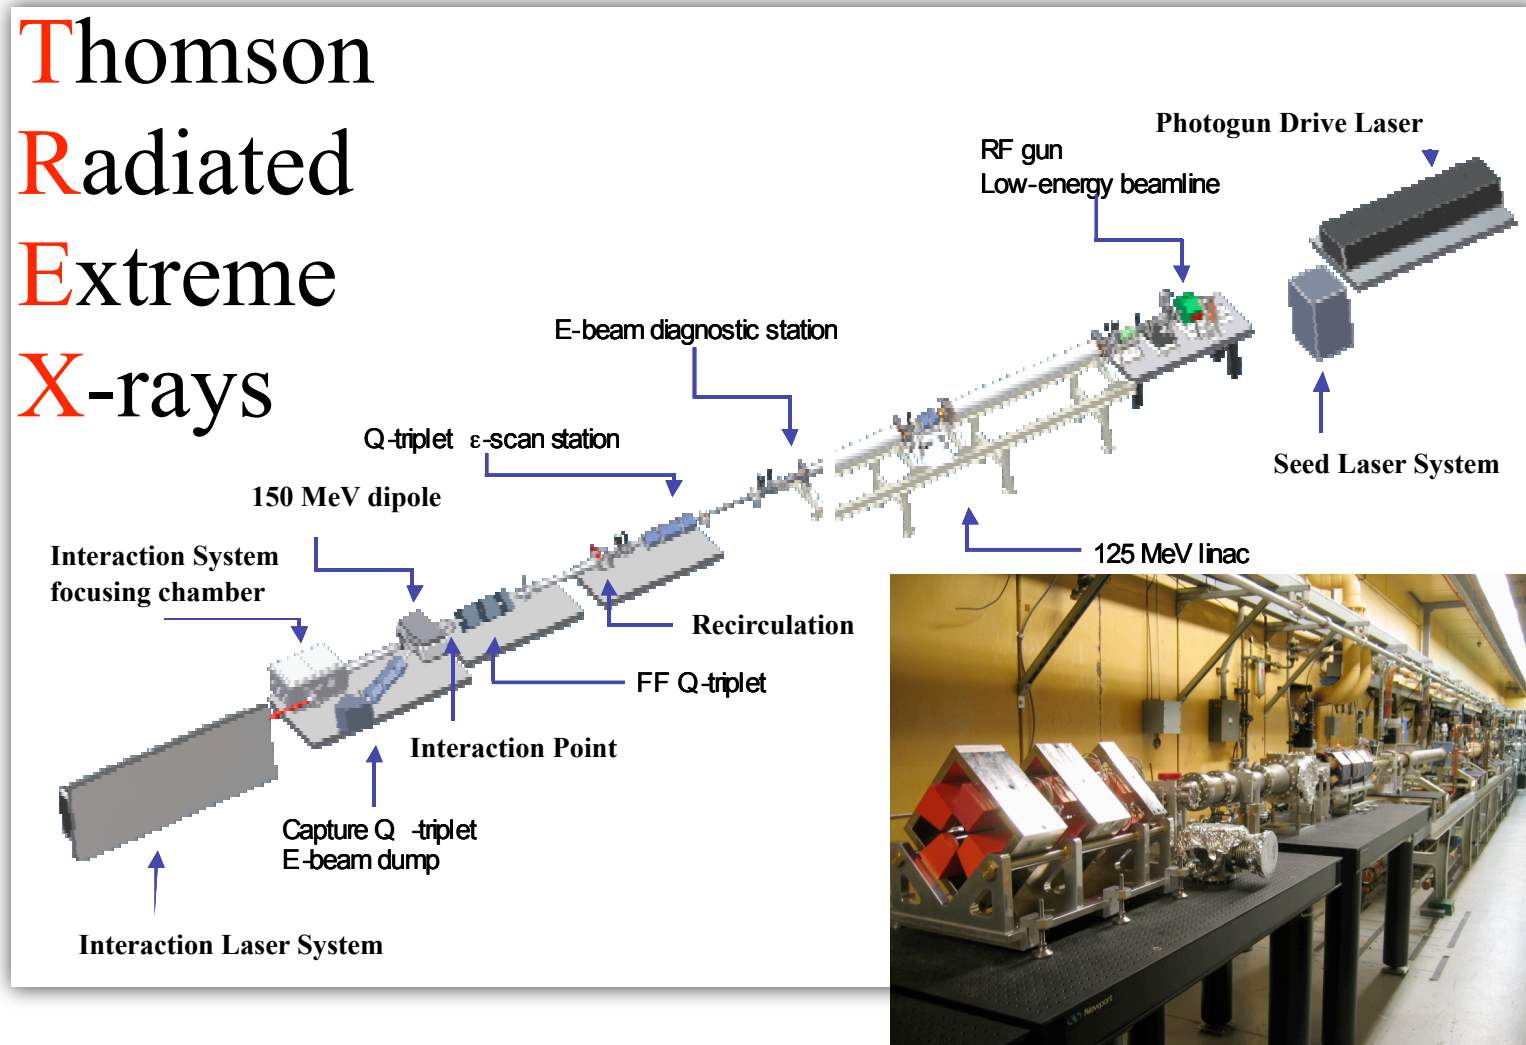 Thomson
Radiated
Extreme
X-rays
Photogun Drive Laser
RF gun
Low-energy beamline
E-beam diagnostic station
Q-triplet ε-scan station
Seed Laser System
150 MeV dipole
Interaction System
focusing chamber
125 MeV linac
Recirculation
FF Q-triplet
Interaction Point
Capture Q -triplet
E-beam dump
Interaction Laser System
Newport